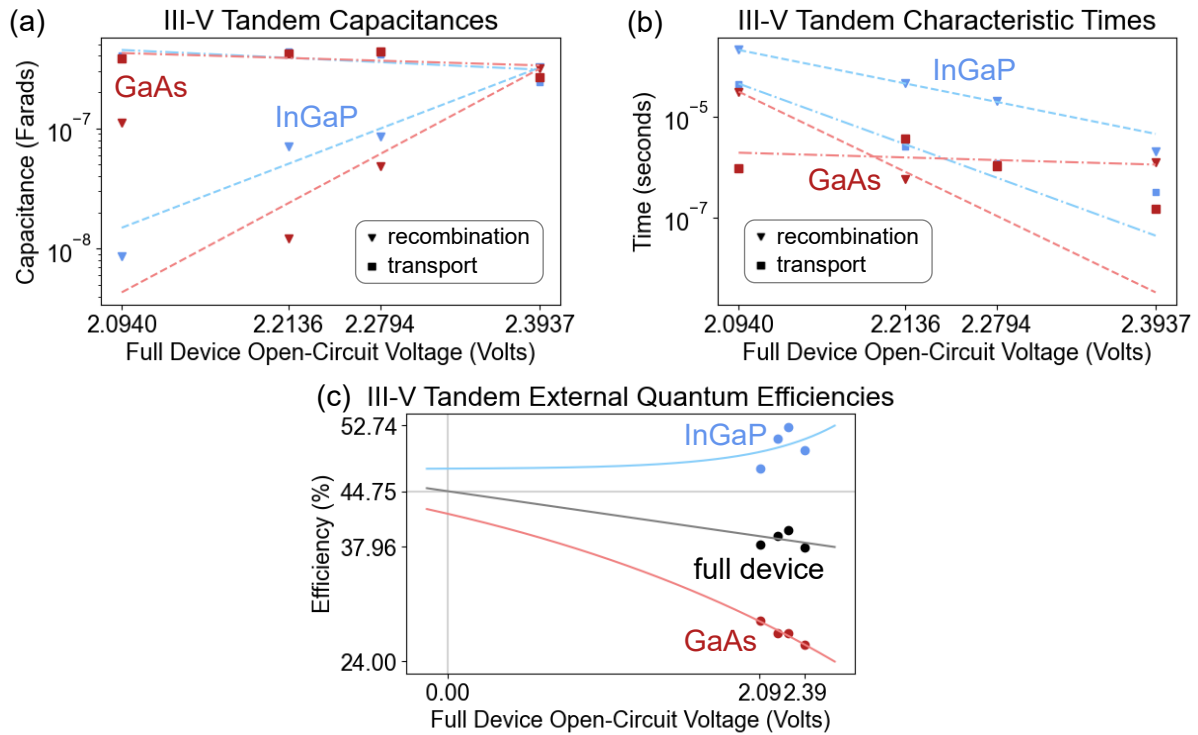 (a)
III-V Tandem Capacitances
Capacitance (Farads)
10⁻⁷
10⁻⁸
GaAs
InGaP
recombination
transport
2.0940
2.2136
2.2794
2.3937
Full Device Open-Circuit Voltage (Volts)
(b)
III-V Tandem Characteristic Times
Time (seconds)
10⁻⁵
10⁻⁷
InGaP
GaAs
recombination
transport
2.0940
2.2136
2.2794
2.3937
Full Device Open-Circuit Voltage (Volts)
(c)
III-V Tandem External Quantum Efficiencies
Efficiency (%)
52.74
44.75
37.96
24.00
InGaP
full device
GaAs
0.00
2.09
2.39
Full Device Open-Circuit Voltage (Volts)